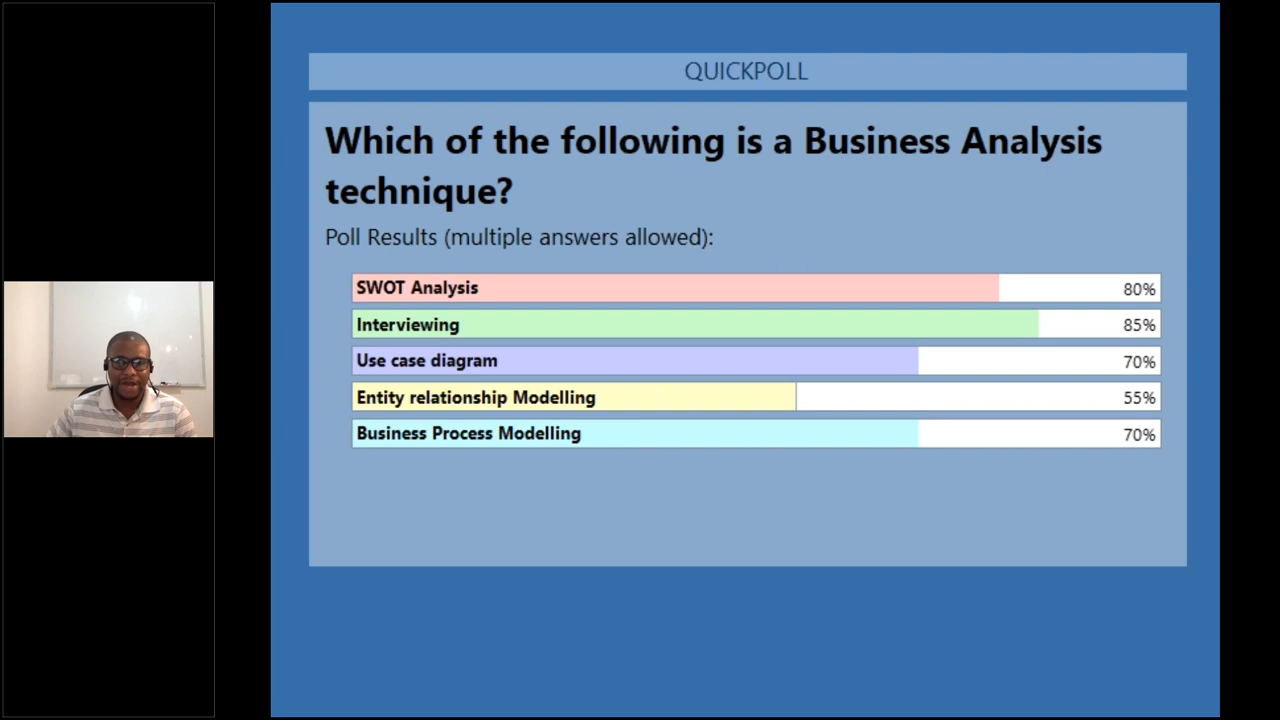 QUICKPOLL
Which of the following is a Business Analysis
technique?
Poll Results (multiple answers allowed):
SWOT Analysis 80%
Interviewing 85%
Use case diagram 70%
Entity relationship Modelling 55%
Business Process Modelling 70%